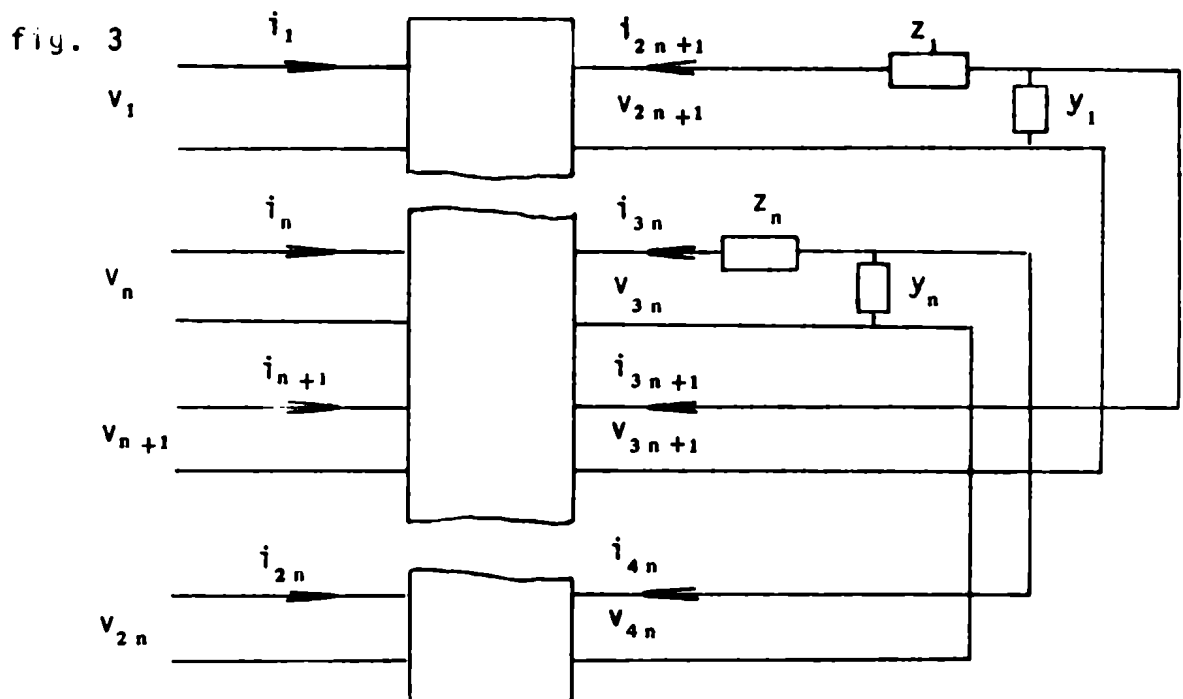 fig. 3
i1
i2n+1
z1
v1
v2n+1
y1
in
i3n
zn
vn
v3n
yn
in+1
i3n+1
vn+1
v3n+1
i2n
i4n
v2n
v4n